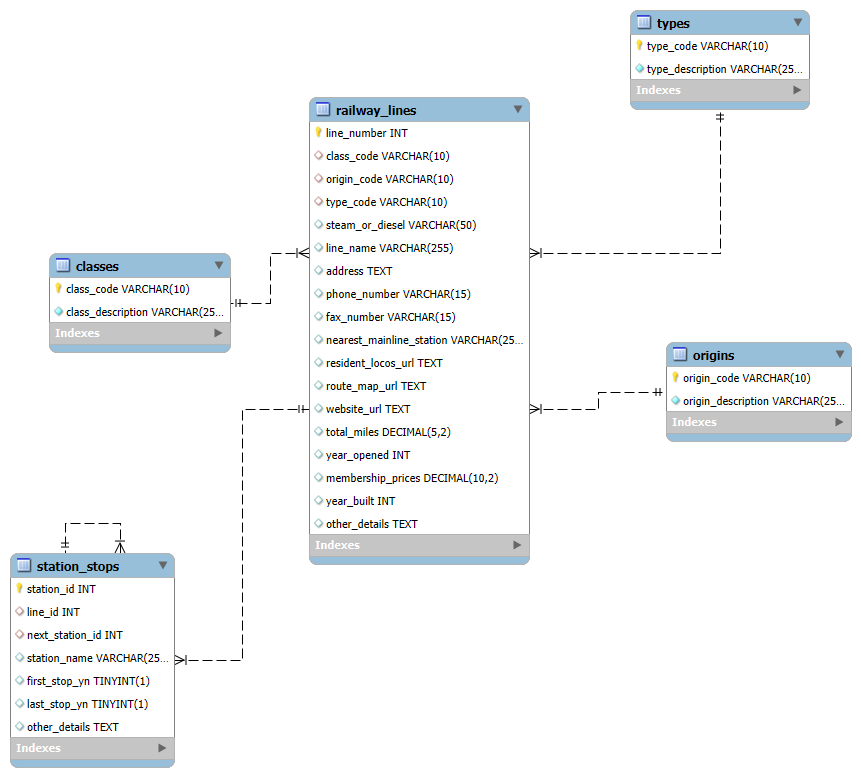 types
type_code VARCHAR(10)
type_description VARCHAR(25...
Indexes
railway_lines
line_number INT
class_code VARCHAR(10)
origin_code VARCHAR(10)
type_code VARCHAR(10)
steam_or_diesel VARCHAR(50)
line_name VARCHAR(255)
address TEXT
phone_number VARCHAR(15)
fax_number VARCHAR(15)
nearest_mainline_station VARCHAR(25...
resident_locos_url TEXT
route_map_url TEXT
website_url TEXT
total_miles DECIMAL(5,2)
year_opened INT
membership_prices DECIMAL(10,2)
year_built INT
other_details TEXT
Indexes
classes
class_code VARCHAR(10)
class_description VARCHAR(25...
Indexes
origins
origin_code VARCHAR(10)
origin_description VARCHAR(25...
Indexes
station_stops
station_id INT
line_id INT
next_station_id INT
station_name VARCHAR(25...
first_stop_yn TINYINT(1)
last_stop_yn TINYINT(1)
other_details TEXT
Indexes